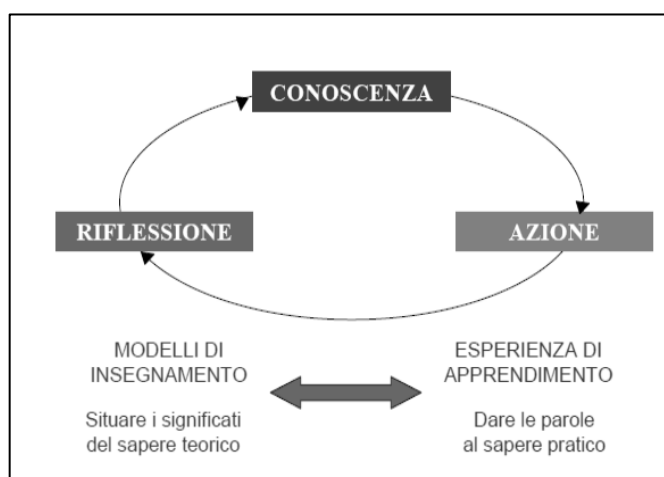 CONOSCENZA
RIFLESSIONE
AZIONE
MODELLI DI
INSEGNAMENTO
Situare i significati
del sapere teorico
ESPERIENZA DI
APPRENDIMENTO
Dare le parole
al sapere pratico